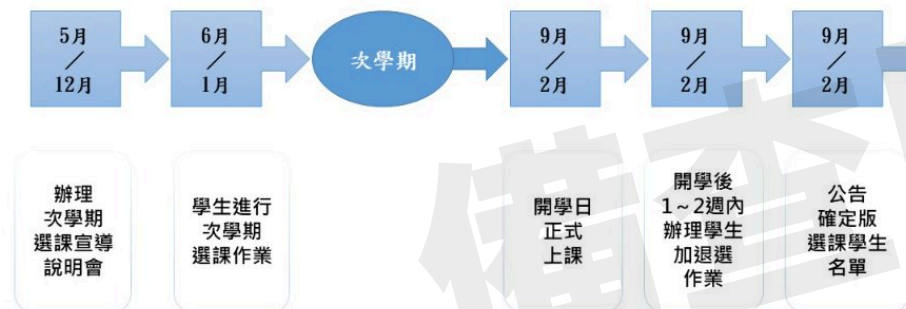 5月
／
12月
6月
／
1月
次學期
9月
／
2月
9月
／
2月
9月
／
2月
辦理
次學期
選課宣導
說明會
學生進行
次學期
選課作業
開學日
正式
上課
開學後
1~2週內
辦理學生
加退選
作業
公告
確定版
選課學生
名單
備查